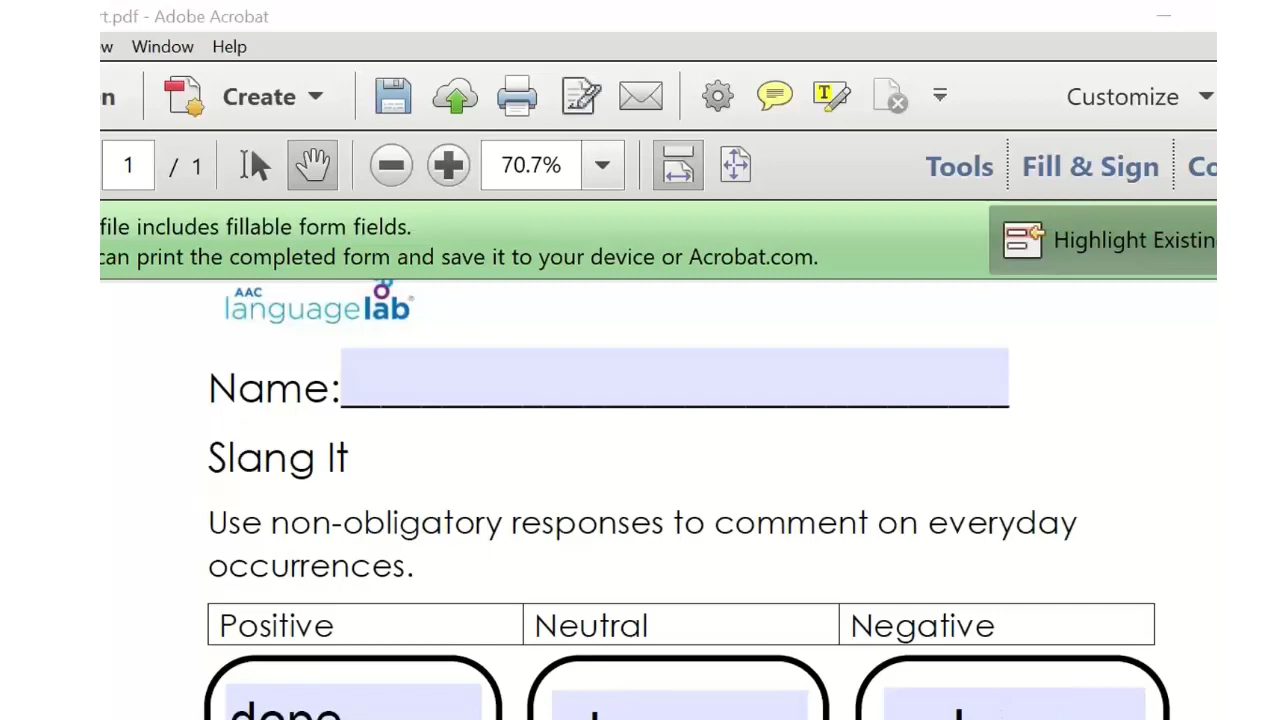 rt.pdf - Adobe Acrobat
w Window Help
n Create Customize
1 / 1 70.7% Tools Fill & Sign Co
file includes fillable form fields.
can print the completed form and save it to your device or Acrobat.com.
Highlight Existin
AAC
languagelab®
Name:
Slang It
Use non-obligatory responses to comment on everyday
occurrences.
Positive Neutral Negative
done